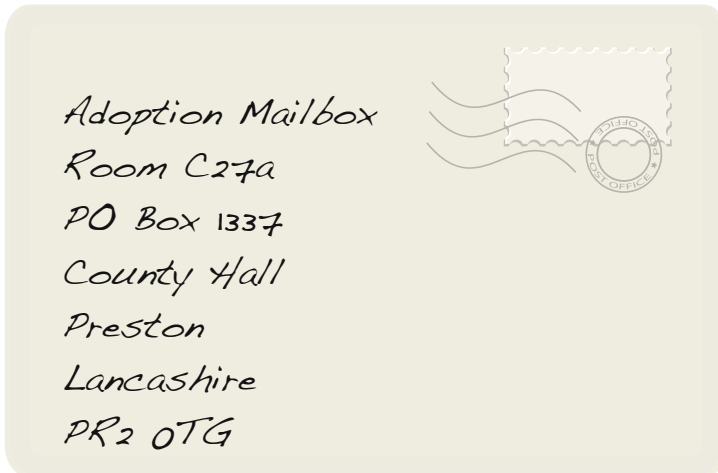 Adoption Mailbox
Room C27a
PO Box 1337
County Hall
Preston
Lancashire
PR2 0TG
POST OFFICE
POST OFFICE